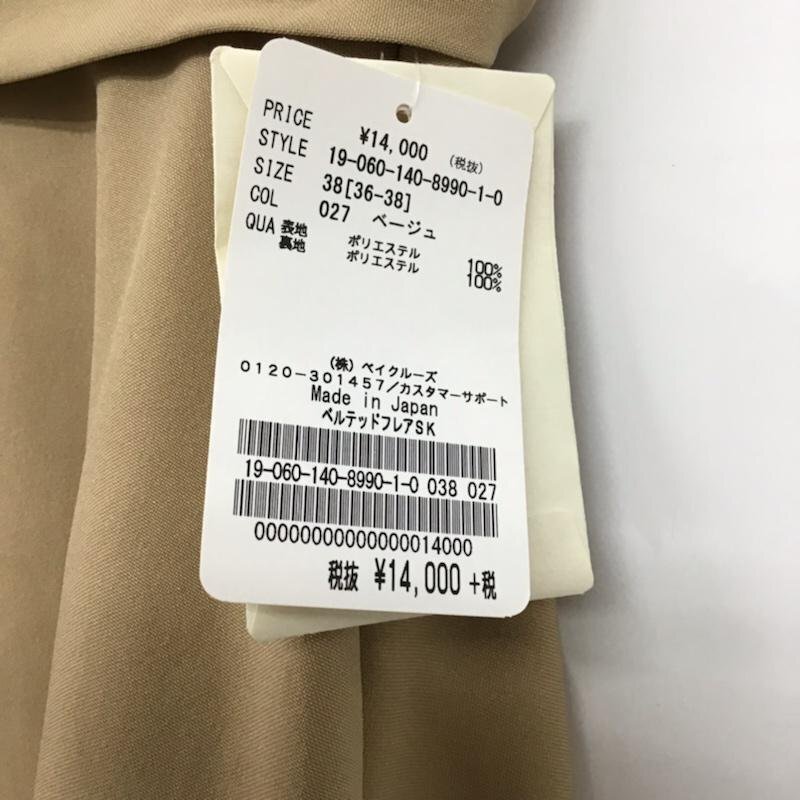 PRICE ¥14,000 (税抜)
STYLE 19-060-140-8990-1-0
SIZE 38[36-38]
COL 027 ベージュ
QUA 表地 ポリエステル 100%
裏地 ポリエステル 100%
(株) ベイクルーズ
0120-301457/カスタマーサポート
Made in Japan
ベルテッドフレアSK
19-060-140-8990-1-0 038 027
00000000000000014000
税抜 ¥14,000 +税